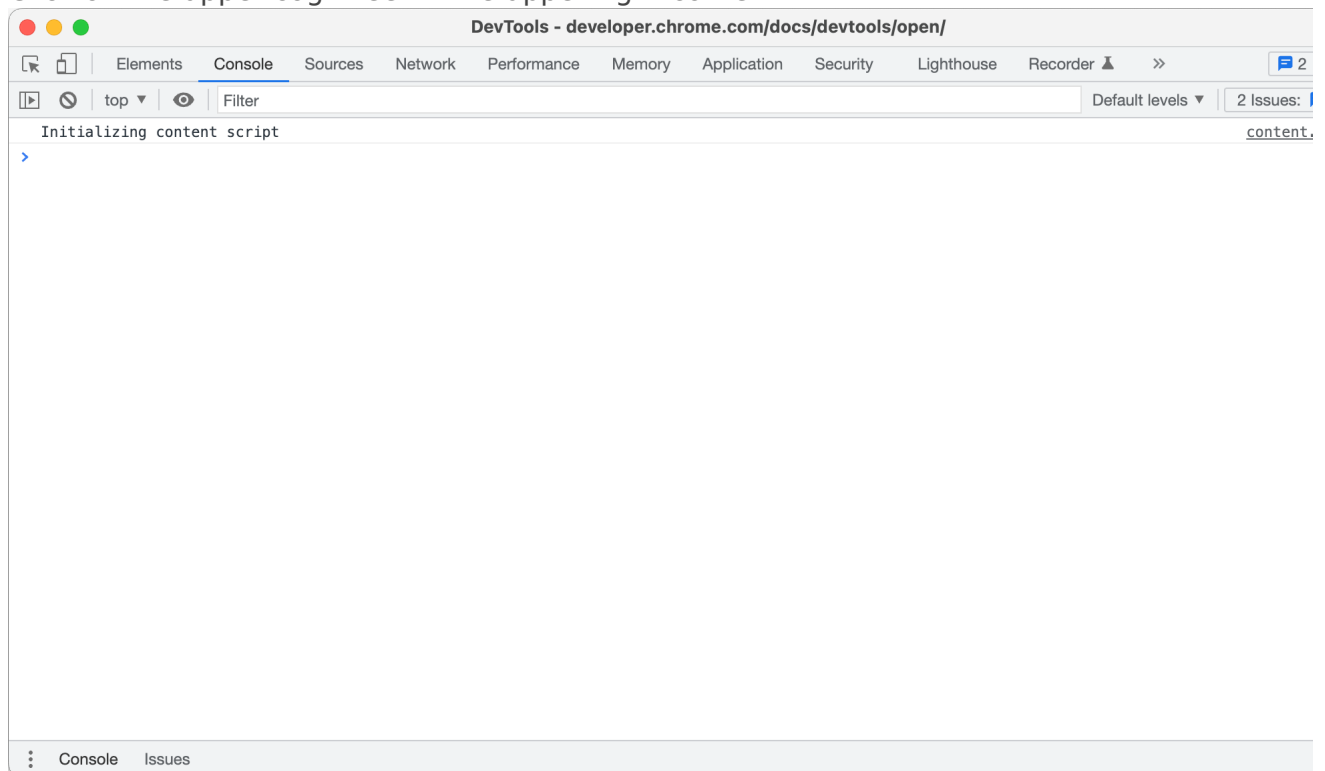 DevTools - developer.chrome.com/docs/devtools/open/
Elements Console Sources Network Performance Memory Application Security Lighthouse Recorder 2
top Filter Default levels 2 Issues:
Initializing content script content.
>
Console Issues